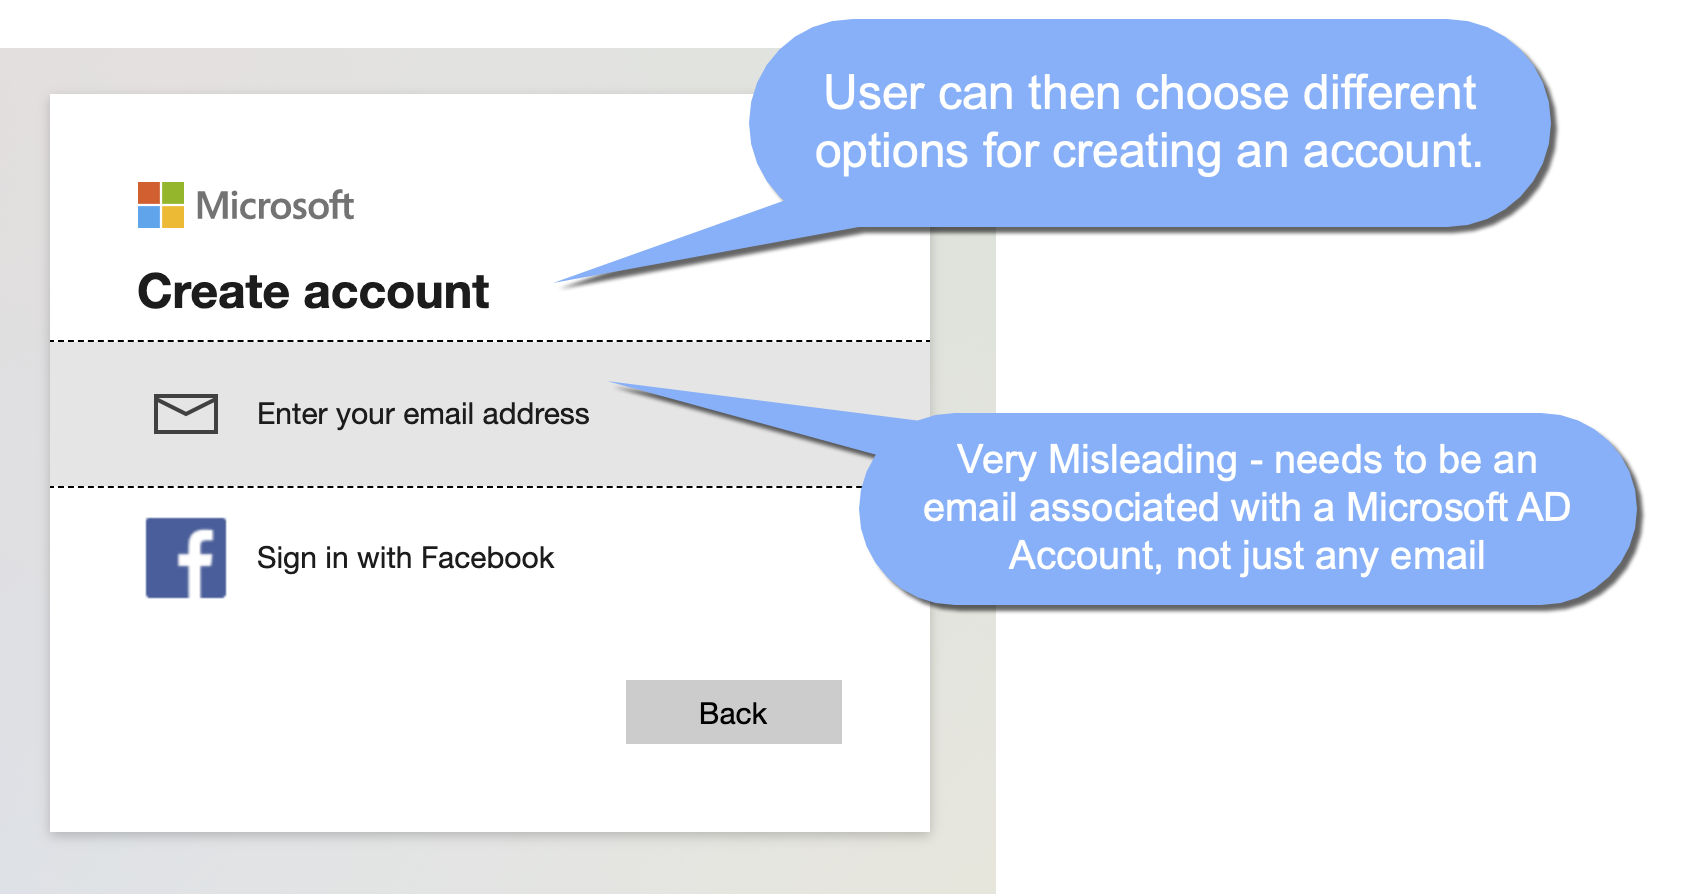 User can then choose different
options for creating an account.
Microsoft
Create account
Enter your email address
Very Misleading - needs to be an
email associated with a Microsoft AD
Account, not just any email
f
Sign in with Facebook
Back